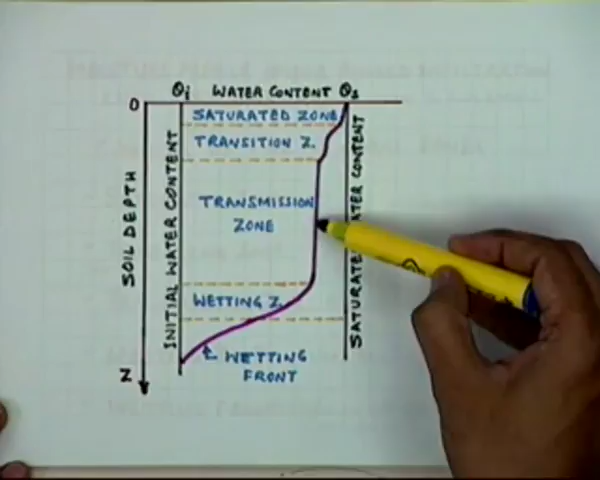 θi WATER CONTENT θs
0
SATURATED ZONE
TRANSITION Z.
TRANSMISSION
ZONE
WETTING Z.
WETTING
FRONT
SOIL DEPTH
Z
INITIAL WATER CONTENT
SATURATED WATER CONTENT